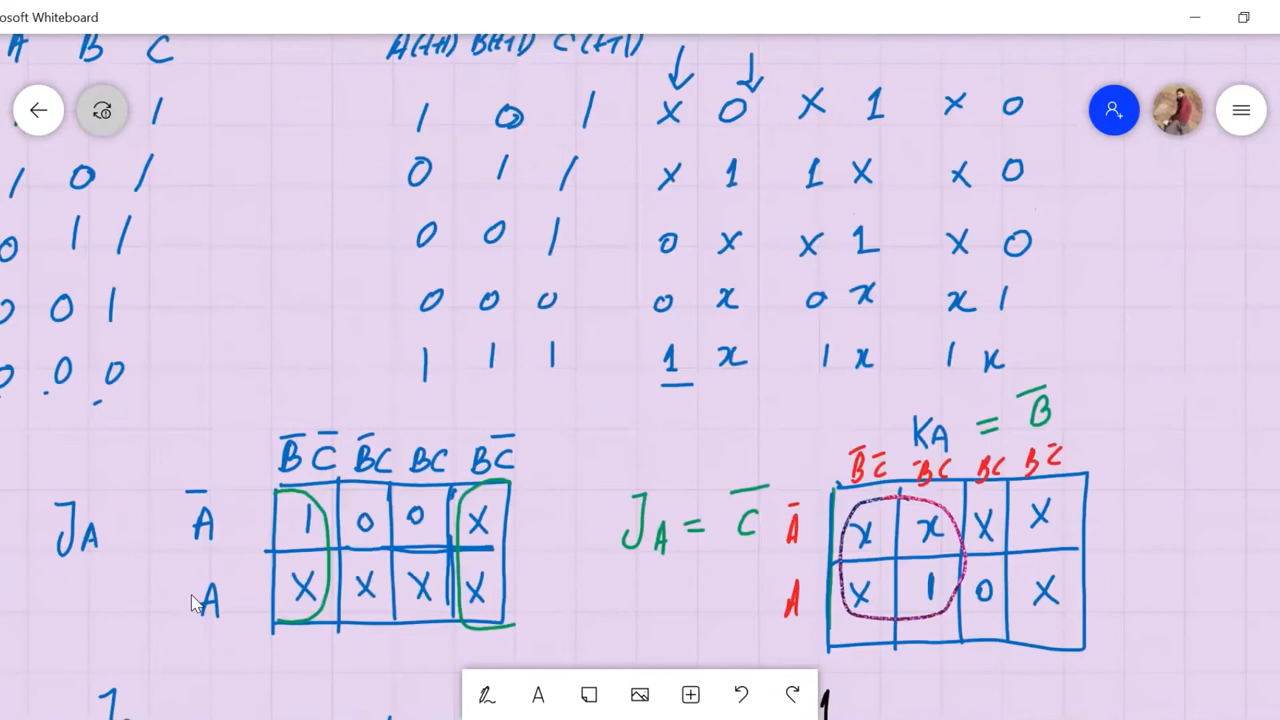 osoft Whiteboard
A B C A(t+1) B(t+1) C(t+1)
1 1 0 1 x 0 x 1 x 0
1 0 1 0 1 1 x 1 1 x x 0
0 1 1 0 0 1 0 x x 1 x 0
0 0 1 0 0 0 0 x 0 x x 1
0 0 0 1 1 1 1 x 1 x 1 x
KA = B̅
B̅ C̅ B̅C BC BC̅
B̅C̅ B̅C BC BC̅
JA A̅ 1 0 0 X
JA = C̅
A̅ x x x x
A X X X X
A x 1 0 x
A